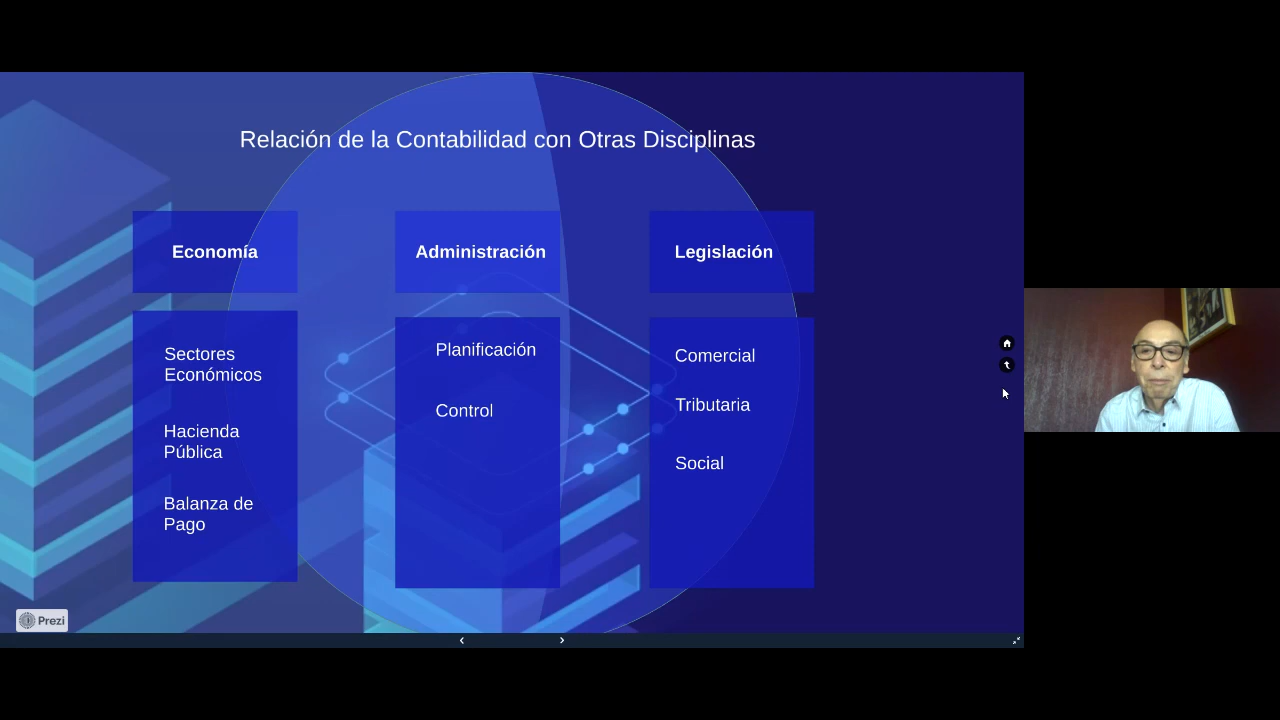 Relación de la Contabilidad con Otras Disciplinas
Economía
Administración
Legislación
Sectores
Económicos
Hacienda
Pública
Balanza de
Pago
Planificación
Control
Comercial
Tributaria
Social
Prezi